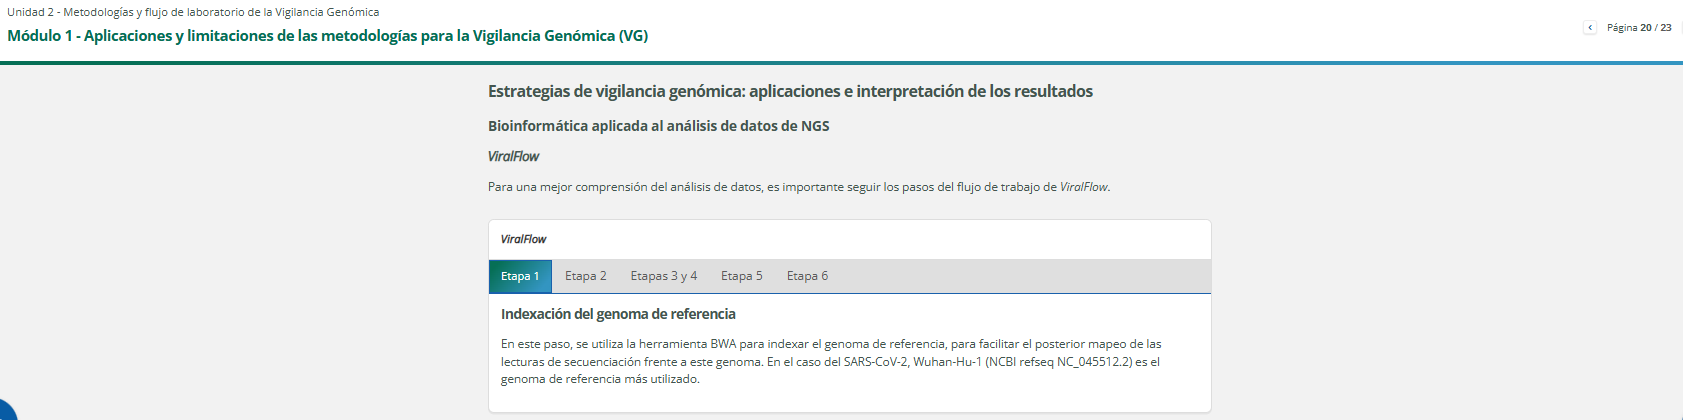 Unidad 2 - Metodologías y flujo de laboratorio de la Vigilancia Genómica
Módulo 1 - Aplicaciones y limitaciones de las metodologías para la Vigilancia Genómica (VG)
Página 20 / 23
Estrategias de vigilancia genómica: aplicaciones e interpretación de los resultados
Bioinformática aplicada al análisis de datos de NGS
ViralFlow
Para una mejor comprensión del análisis de datos, es importante seguir los pasos del flujo de trabajo de ViralFlow.
ViralFlow
Etapa 1 Etapa 2 Etapas 3 y 4 Etapa 5 Etapa 6
Indexación del genoma de referencia
En este paso, se utiliza la herramienta BWA para indexar el genoma de referencia, para facilitar el posterior mapeo de las
lecturas de secuenciación frente a este genoma. En el caso del SARS-CoV-2, Wuhan-Hu-1 (NCBI refseq NC_045512.2) es el
genoma de referencia más utilizado.